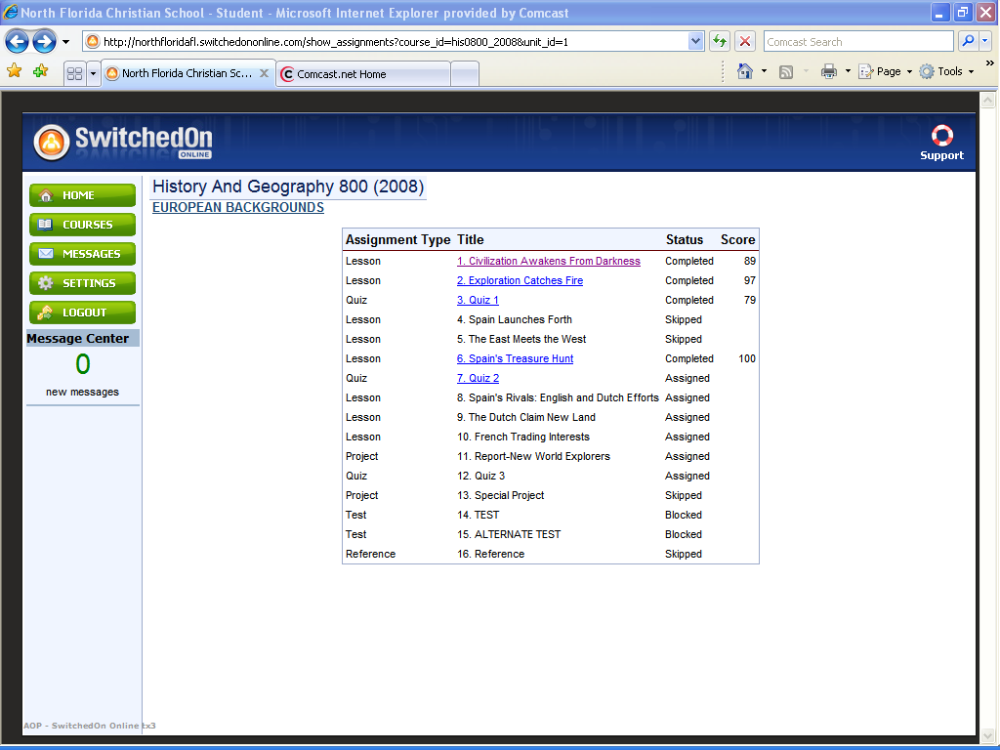 North Florida Christian School - Student - Microsoft Internet Explorer provided by Comcast
http://northfloridafl.switchedononline.com/show_assignments?course_id=his0800_2008&unit_id=1
Comcast Search
North Florida Christian Sc...
Comcast.net Home
Page
Tools
SwitchedOn
ONLINE
Support
HOME
COURSES
MESSAGES
SETTINGS
LOGOUT
Message Center
0
new messages
History And Geography 800 (2008)
EUROPEAN BACKGROUNDS
Assignment Type Title Status Score
Lesson 1. Civilization Awakens From Darkness Completed 89
Lesson 2. Exploration Catches Fire Completed 97
Quiz 3. Quiz 1 Completed 79
Lesson 4. Spain Launches Forth Skipped
Lesson 5. The East Meets the West Skipped
Lesson 6. Spain's Treasure Hunt Completed 100
Quiz 7. Quiz 2 Assigned
Lesson 8. Spain's Rivals: English and Dutch Efforts Assigned
Lesson 9. The Dutch Claim New Land Assigned
Lesson 10. French Trading Interests Assigned
Project 11. Report-New World Explorers Assigned
Quiz 12. Quiz 3 Assigned
Project 13. Special Project Skipped
Test 14. TEST Blocked
Test 15. ALTERNATE TEST Blocked
Reference 16. Reference Skipped
AOP - SwitchedOn Online tx3